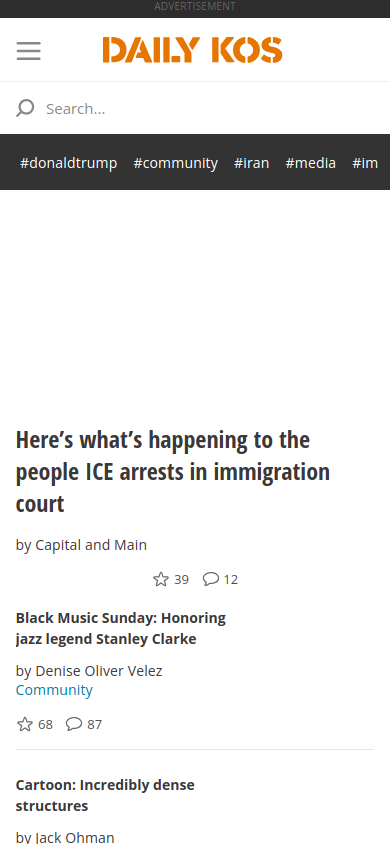 ADVERTISEMENT
DAILY KOS
Search...
#donaldtrump #community #iran #media #im
Here’s what’s happening to the
people ICE arrests in immigration
court
by Capital and Main
39 12
Black Music Sunday: Honoring
jazz legend Stanley Clarke
by Denise Oliver Velez
Community
68 87
Cartoon: Incredibly dense
structures
by Jack Ohman